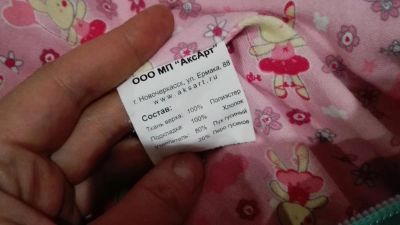 ООО МП "АксАрт"
г. Новочеркасск, ул. Ермака, 88
www.aksart.ru
Состав:
Ткань верха: 100% Полиэстер
Подкладка: 100% Хлопок
Утеплитель: 80% Пух гусиный
20% Перо гусиное